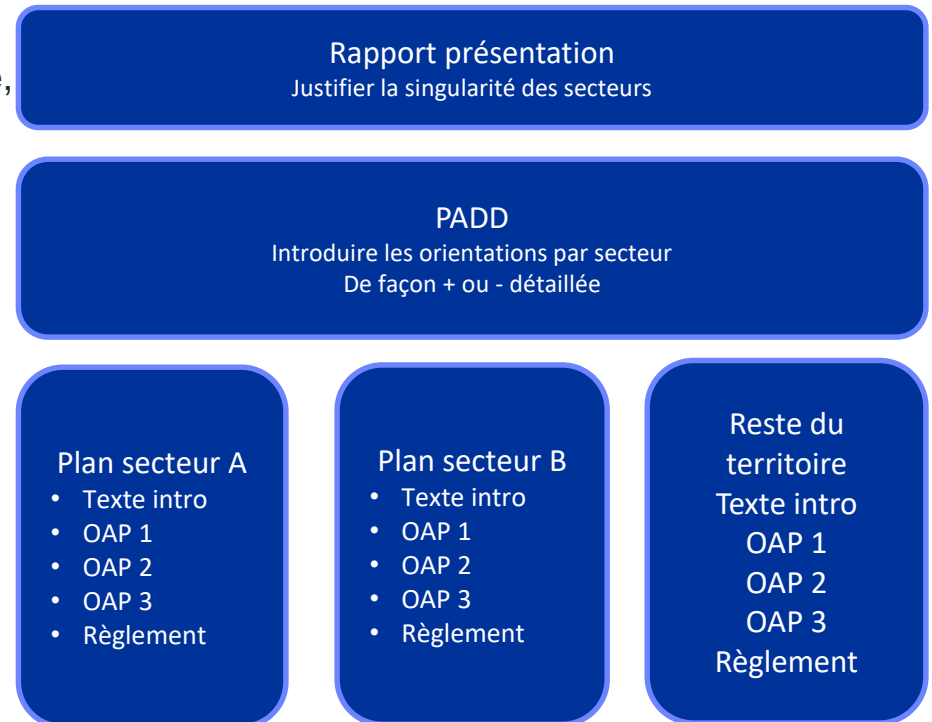 e,
Rapport présentation
Justifier la singularité des secteurs
PADD
Introduire les orientations par secteur
De façon + ou - détaillée
Plan secteur A
• Texte intro
• OAP 1
• OAP 2
• OAP 3
• Règlement
Plan secteur B
• Texte intro
• OAP 1
• OAP 2
• OAP 3
• Règlement
Reste du
territoire
Texte intro
OAP 1
OAP 2
OAP 3
Règlement